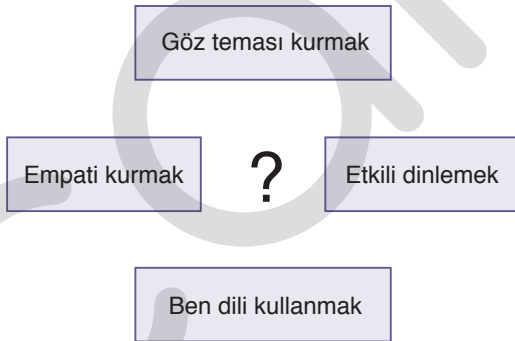 Göz teması kurmak
Empati kurmak
?
Etkili dinlemek
Ben dili kullanmak